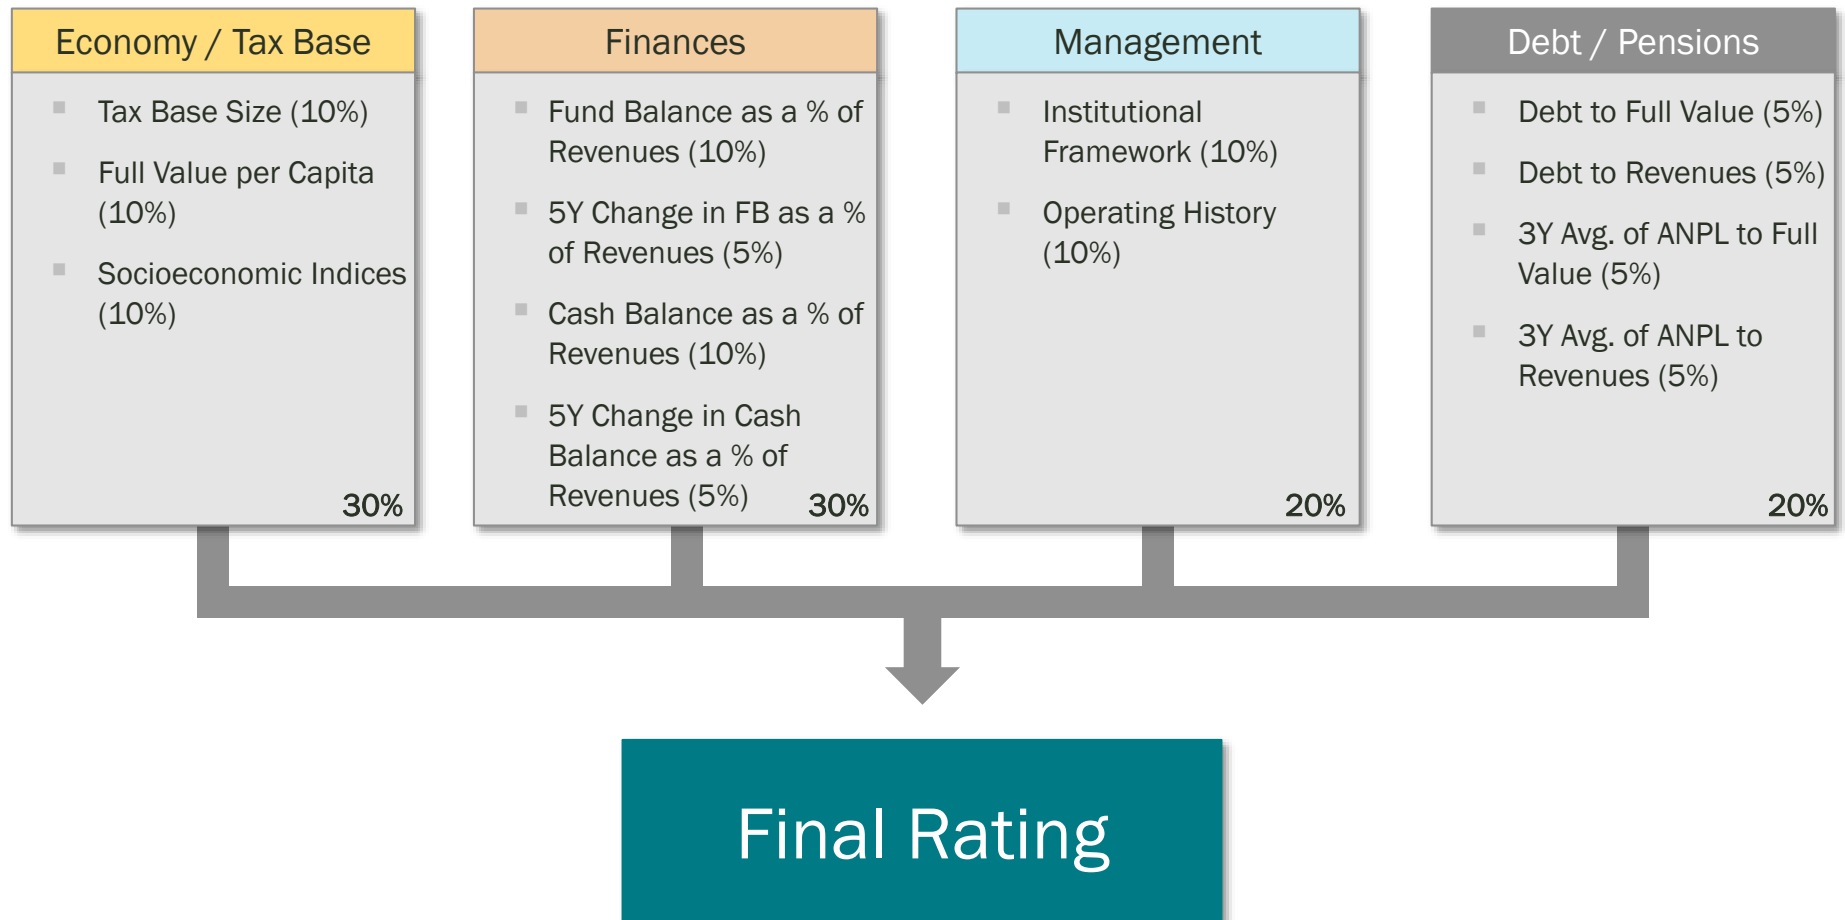 Economy / Tax Base
Tax Base Size (10%)
Full Value per Capita
(10%)
Socioeconomic Indices
(10%)
30%
Finances
Fund Balance as a % of
Revenues (10%)
5Y Change in FB as a %
of Revenues (5%)
Cash Balance as a % of
Revenues (10%)
5Y Change in Cash
Balance as a % of
Revenues (5%)
30%
Management
Institutional
Framework (10%)
Operating History
(10%)
20%
Debt / Pensions
Debt to Full Value (5%)
Debt to Revenues (5%)
3Y Avg. of ANPL to Full
Value (5%)
3Y Avg. of ANPL to
Revenues (5%)
20%
Final Rating